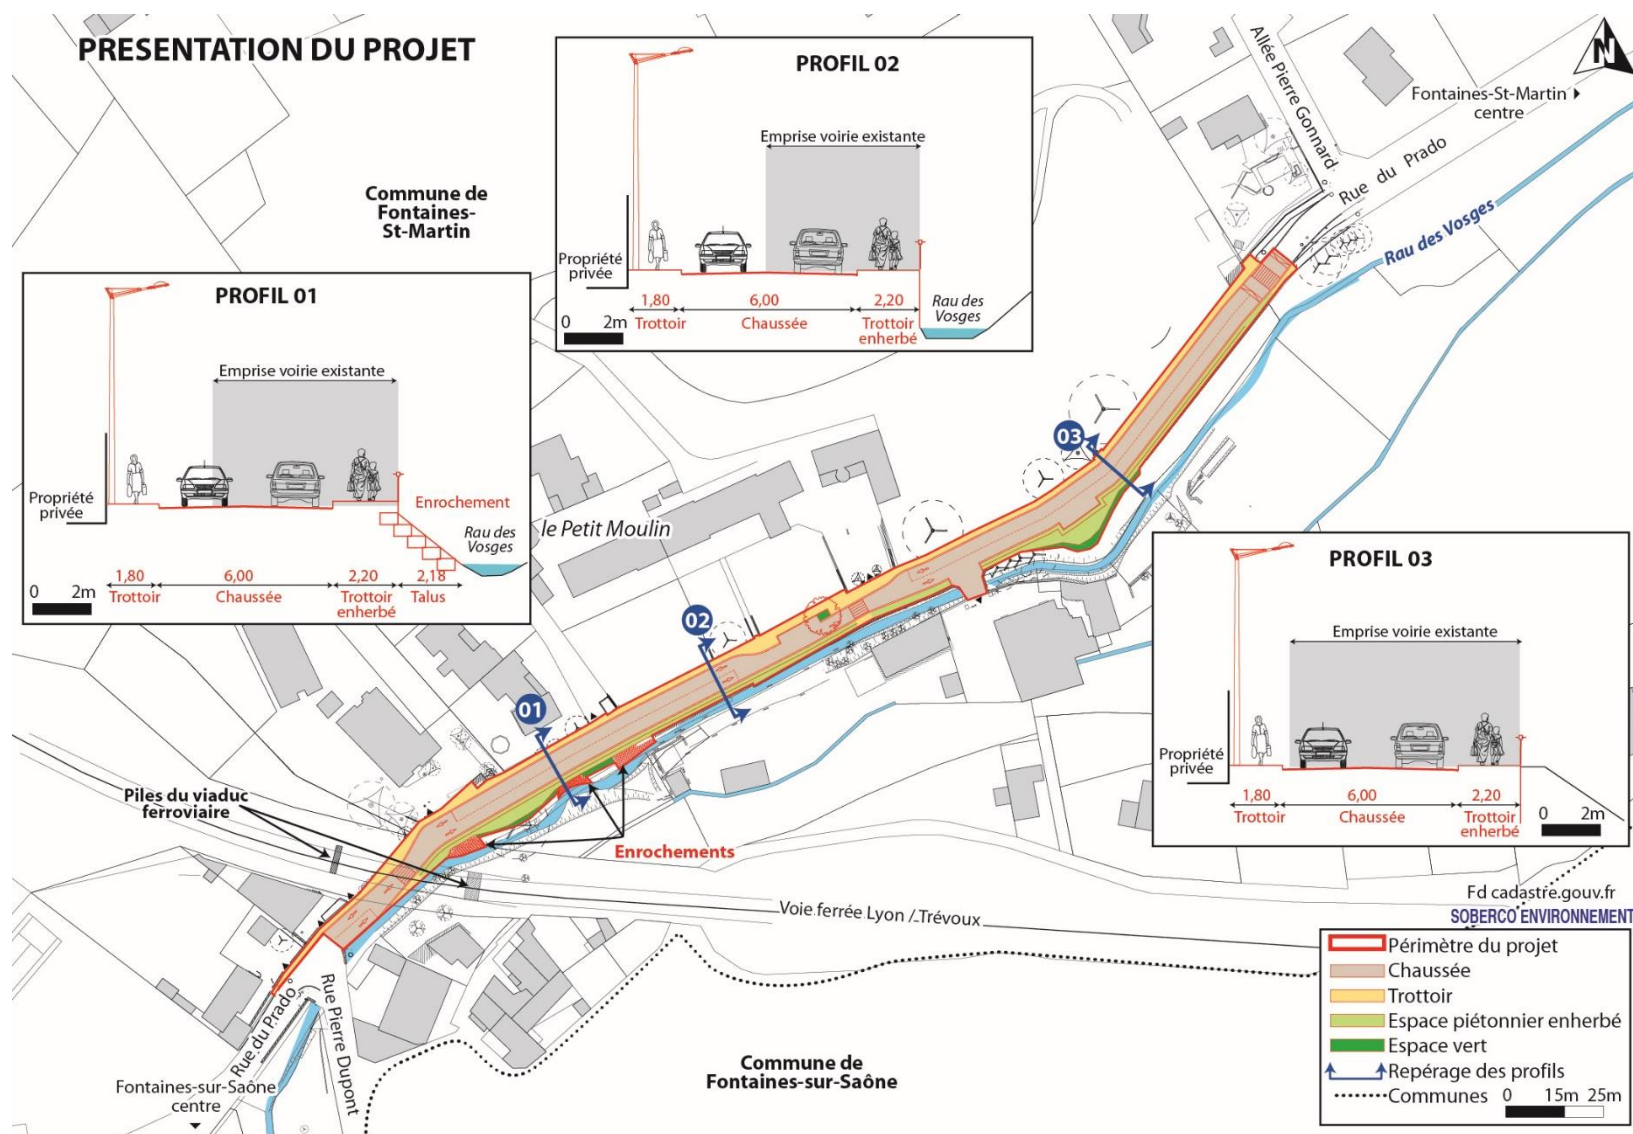 PRESENTATION DU PROJET
PROFIL 02
Emprise voirie existante
Propriété
privée
1,80
6,00
2,20
Trottoir
Chaussée
Trottoir
enherbé
Rau des
Vosges
0 2m
Allée Pierre Gonnard
N
Fontaines-St-Martin
centre
Rue du Prado
Rau des Vosges
Commune de
Fontaines-
St-Martin
PROFIL 01
Emprise voirie existante
Propriété
privée
Enrochement
Rau des
Vosges
1,80
6,00
2,20
2,18
Trottoir
Chaussée
Trottoir
enherbé
Talus
0 2m
le Petit Moulin
03
02
01
PROFIL 03
Emprise voirie existante
Propriété
privée
1,80
6,00
2,20
Trottoir
Chaussée
Trottoir
enherbé
0 2m
Piles du viaduc
ferroviaire
Enrochements
Voie ferrée Lyon / Trévoux
Fd cadastre.gouv.fr
SOBERCO ENVIRONNEMENT
Rue du Prado
Rue Pierre Dupont
Fontaines-sur-Saône
centre
Commune de
Fontaines-sur-Saône
Périmètre du projet
Chaussée
Trottoir
Espace piétonnier enherbé
Espace vert
Repérage des profils
Communes
0 15m 25m